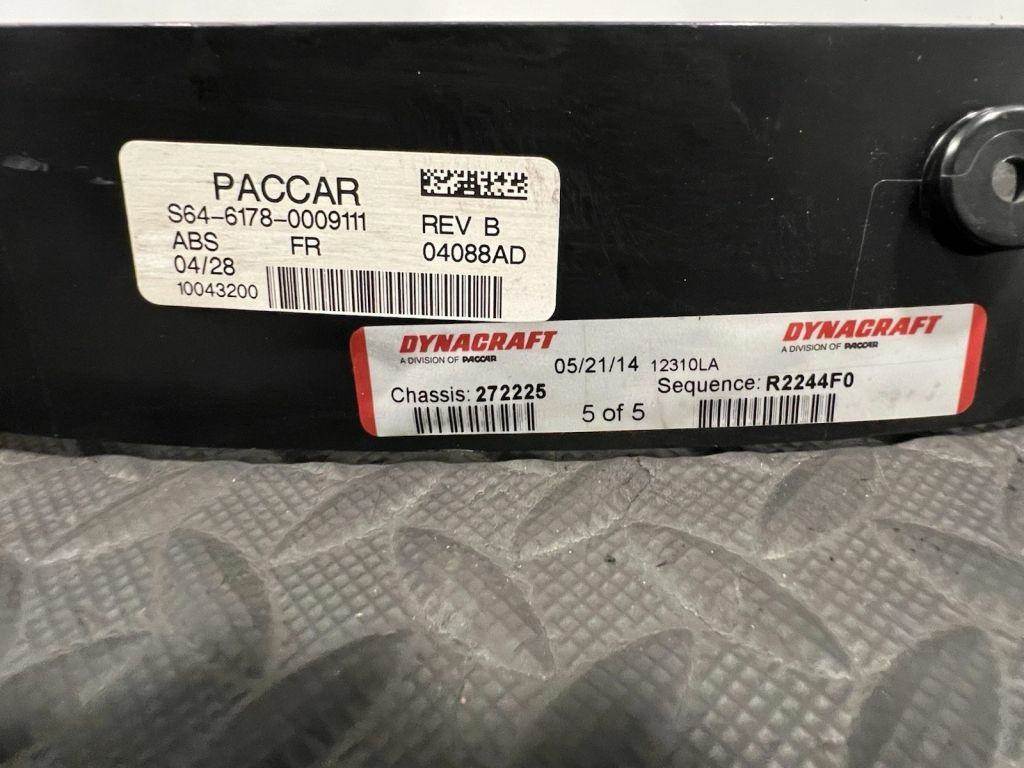 PACCAR
S64-6178-0009111 REV B
ABS FR 04088AD
04/28
10043200
DYNACRAFT DYNACRAFT
A DIVISION OF PACCAR A DIVISION OF PACCAR
05/21/14 12310LA
Chassis: 272225 Sequence: R2244F0
5 of 5